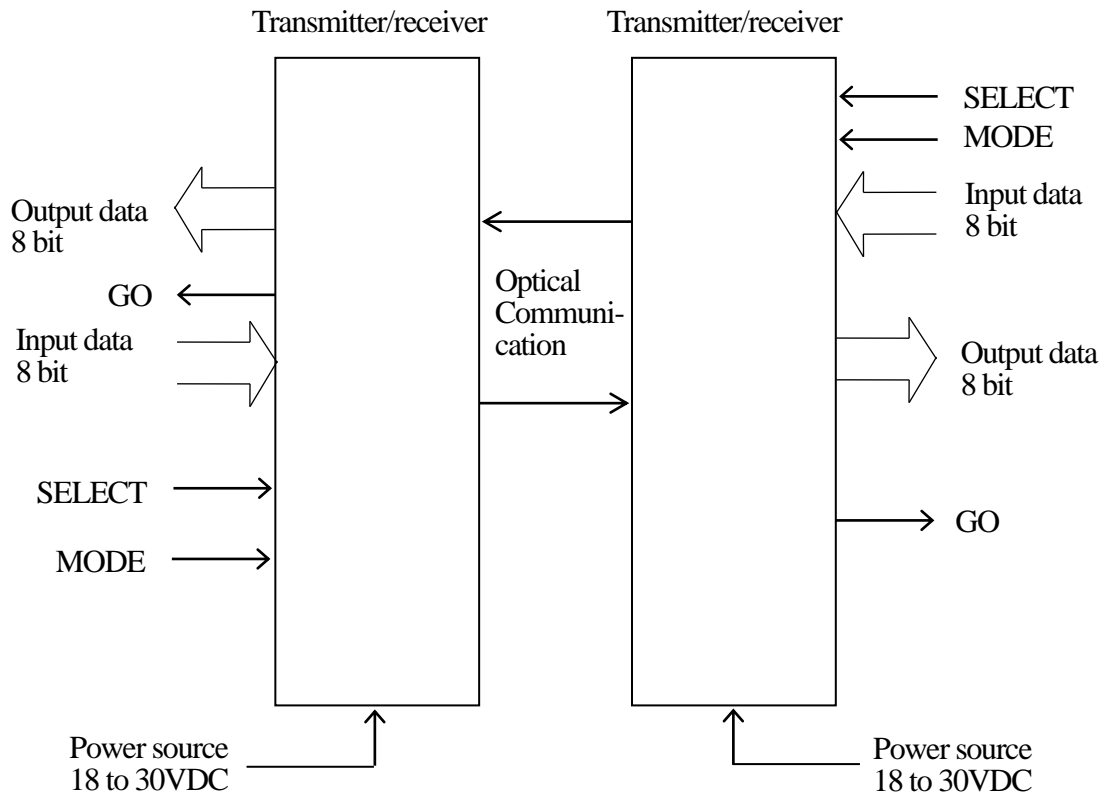 Transmitter/receiver
Transmitter/receiver
SELECT
MODE
Input data
8 bit
Output data
8 bit
GO
Optical
Communi-
cation
Input data
8 bit
Output data
8 bit
SELECT
GO
MODE
Power source
18 to 30VDC
Power source
18 to 30VDC